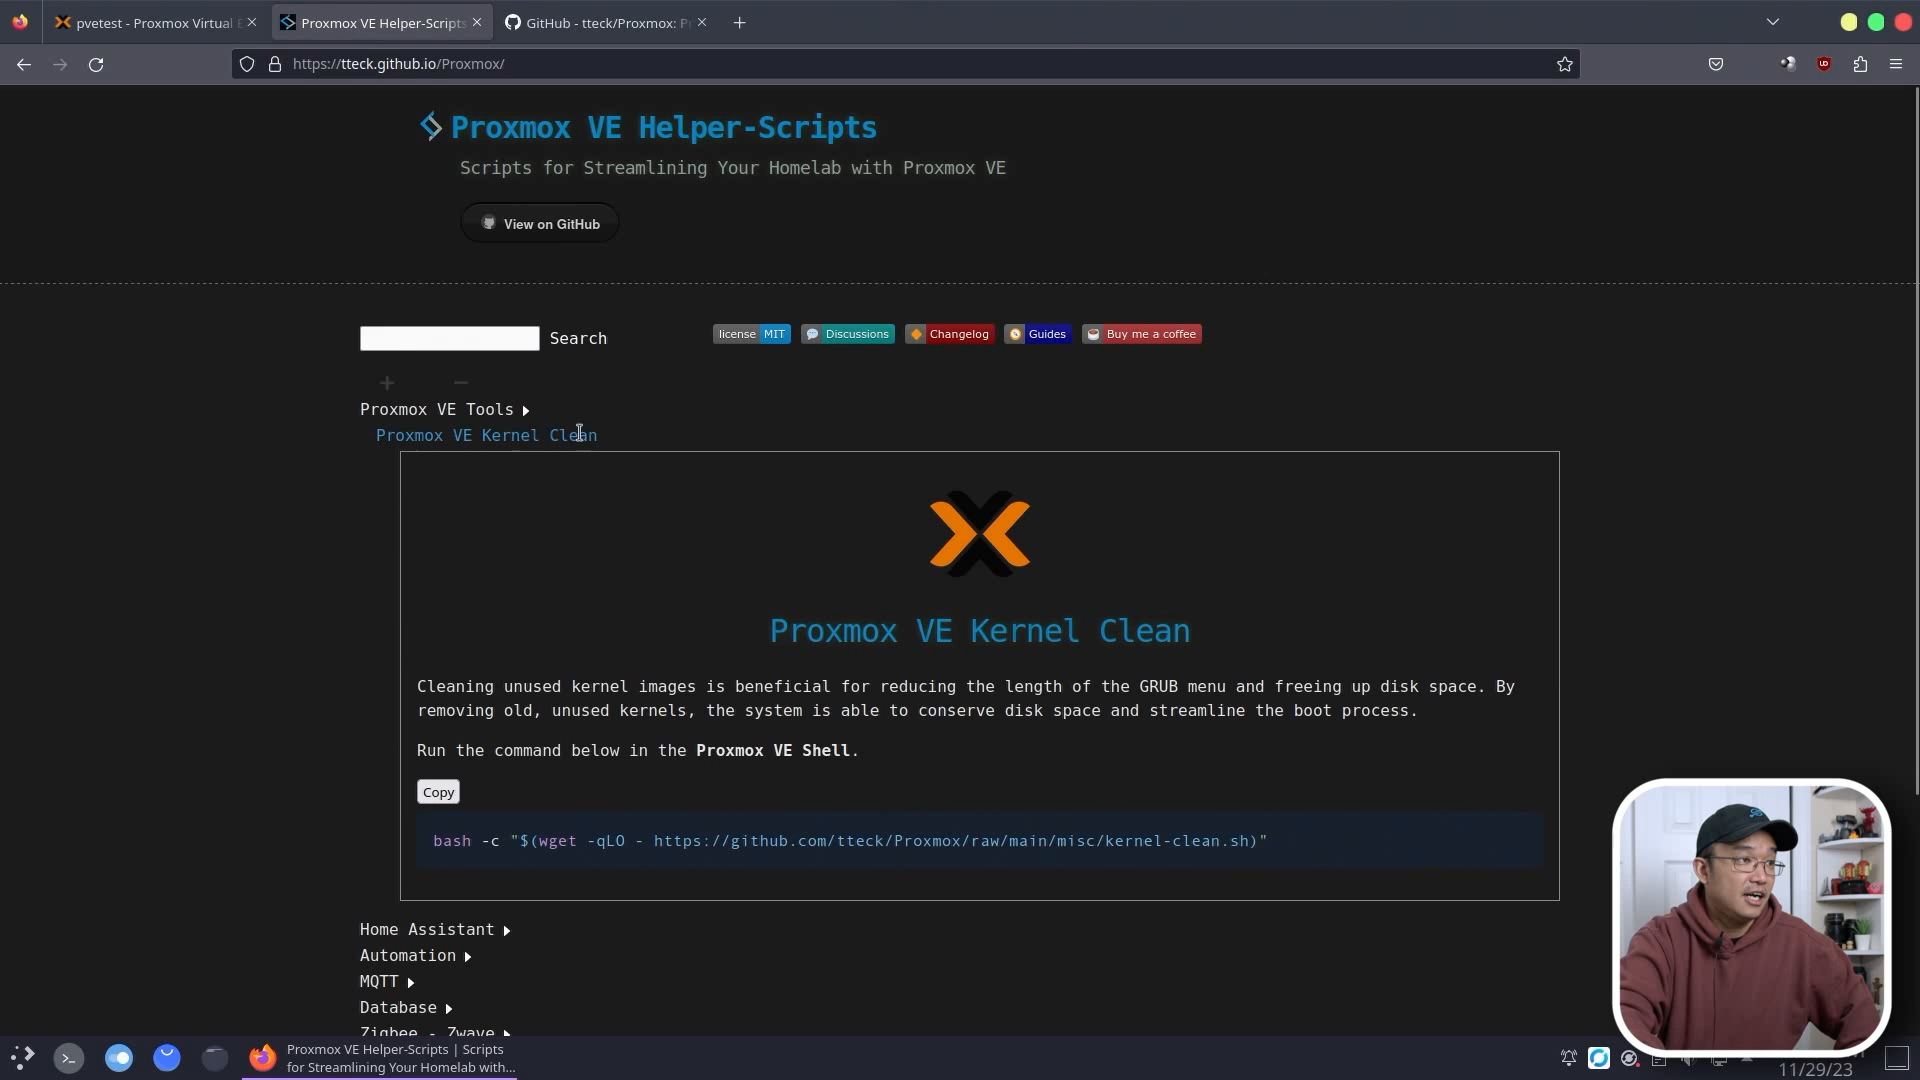 pvetest - Proxmox Virtual
Proxmox VE Helper-Scripts
GitHub - tteck/Proxmox: P
https://tteck.github.io/Proxmox/
Proxmox VE Helper-Scripts
Scripts for Streamlining Your Homelab with Proxmox VE
View on GitHub
Search
license MIT
Discussions
Changelog
Guides
Buy me a coffee
Proxmox VE Tools
Proxmox VE Kernel Clean
Proxmox VE Kernel Clean
Cleaning unused kernel images is beneficial for reducing the length of the GRUB menu and freeing up disk space. By
removing old, unused kernels, the system is able to conserve disk space and streamline the boot process.
Run the command below in the Proxmox VE Shell.
Copy
bash -c "$(wget -qLO - https://github.com/tteck/Proxmox/raw/main/misc/kernel-clean.sh)"
Home Assistant
Automation
MQTT
Database
Zigbee - Zwave
Proxmox VE Helper-Scripts | Scripts
for Streamlining Your Homelab with...
11/29/23